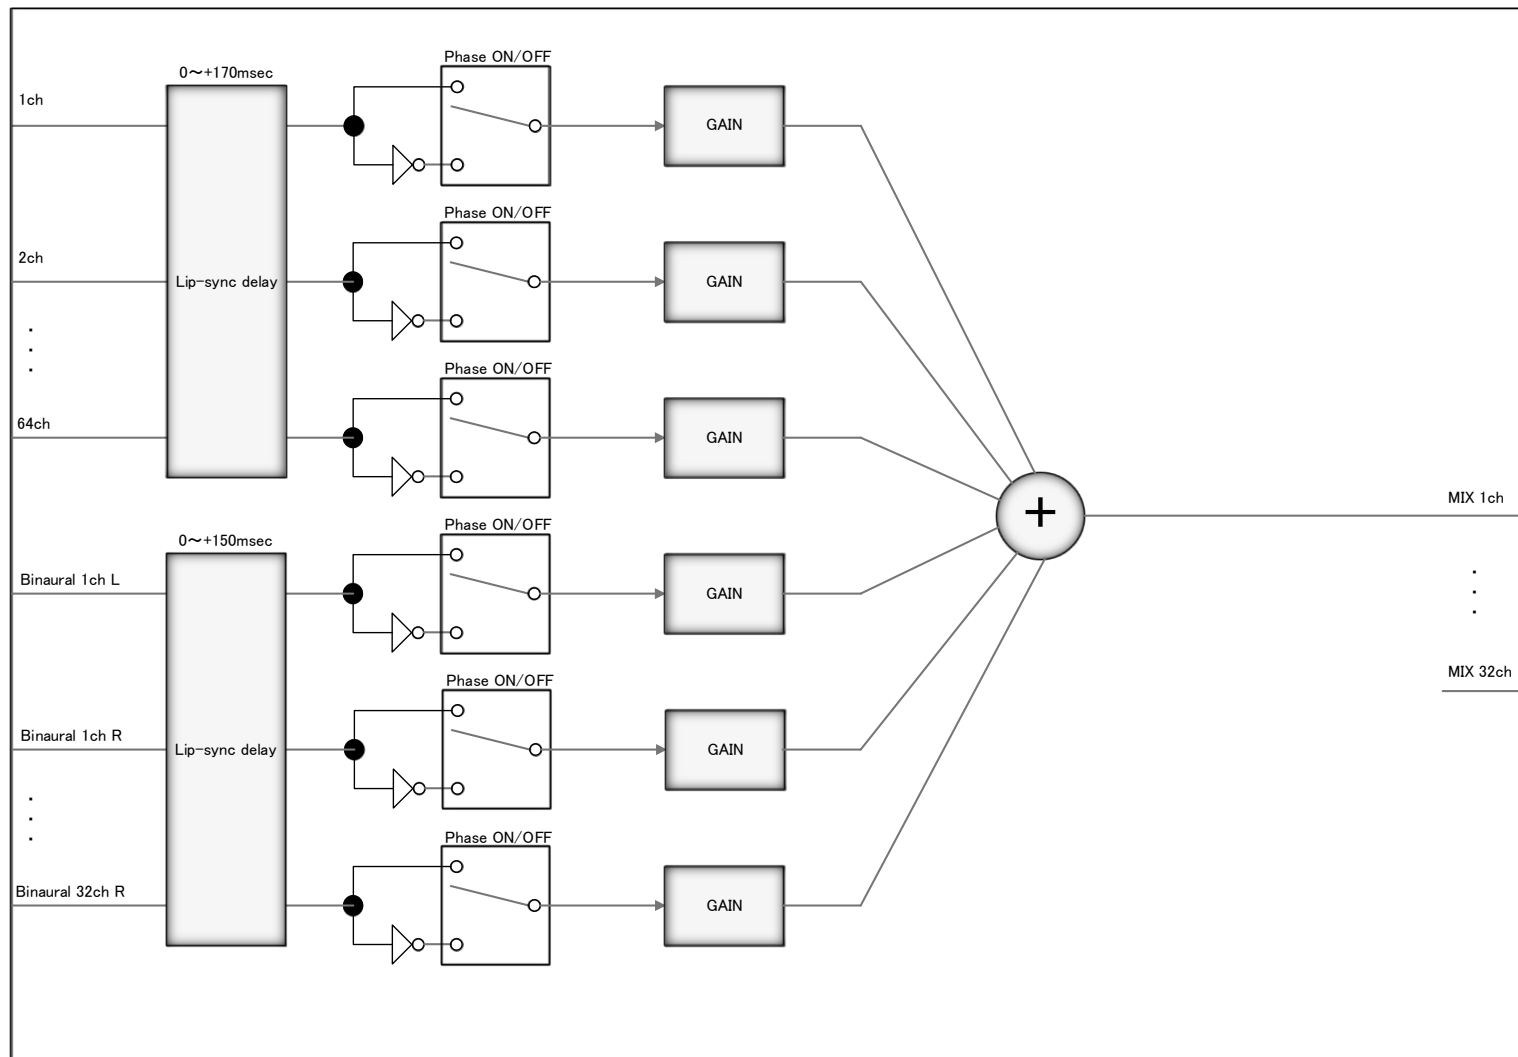 Phase ON/OFF
0～+170msec
1ch
GAIN
Phase ON/OFF
2ch
Lip-sync delay
GAIN
.
.
.
Phase ON/OFF
64ch
GAIN
+
MIX 1ch
Phase ON/OFF
0～+150msec
Binaural 1ch L
GAIN
.
.
.
MIX 32ch
Phase ON/OFF
Binaural 1ch R
Lip-sync delay
GAIN
.
.
.
Phase ON/OFF
Binaural 32ch R
GAIN